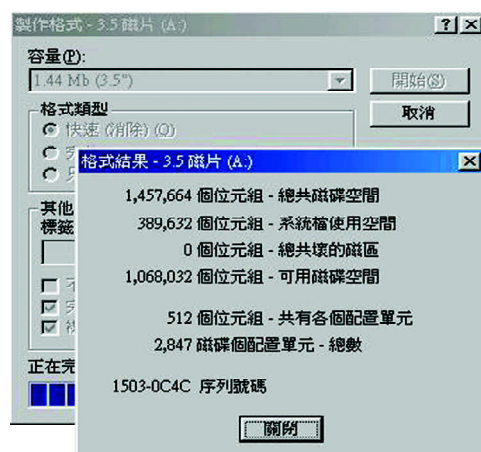 製作格式 - 3.5 磁片 (A:)
容量(P):
1.44 Mb (3.5")
開始(S)
取消
格式類型
快速 (消除) (Q)
格式結果 - 3.5 磁片 (A:)
1,457,664 個位元組 - 總共磁碟空間
389,632 個位元組 - 系統檔使用空間
0 個位元組 - 總共壞的磁區
1,068,032 個位元組 - 可用磁碟空間
512 個位元組 - 共有各個配置單元
2,847 磁碟個配置單元 - 總數
1503-0C4C 序列號碼
關閉
其他
標籤
正在完